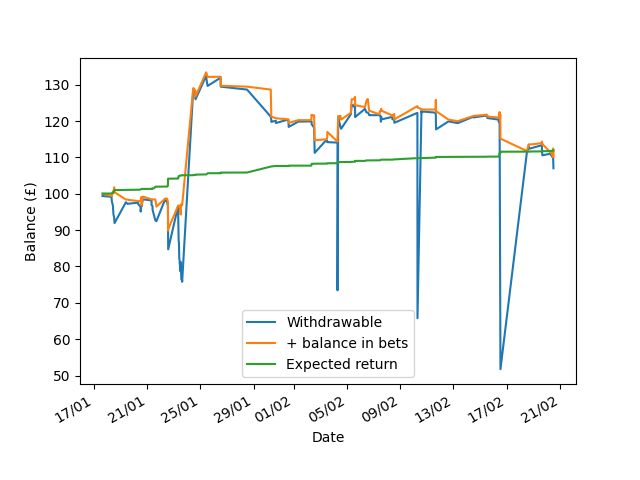 130
120
110
100
90
80
70
60
50
Balance (£)
Withdrawable
+ balance in bets
Expected return
17/01 21/01 25/01 29/01 01/02 05/02 09/02 13/02 17/02 21/02
Date